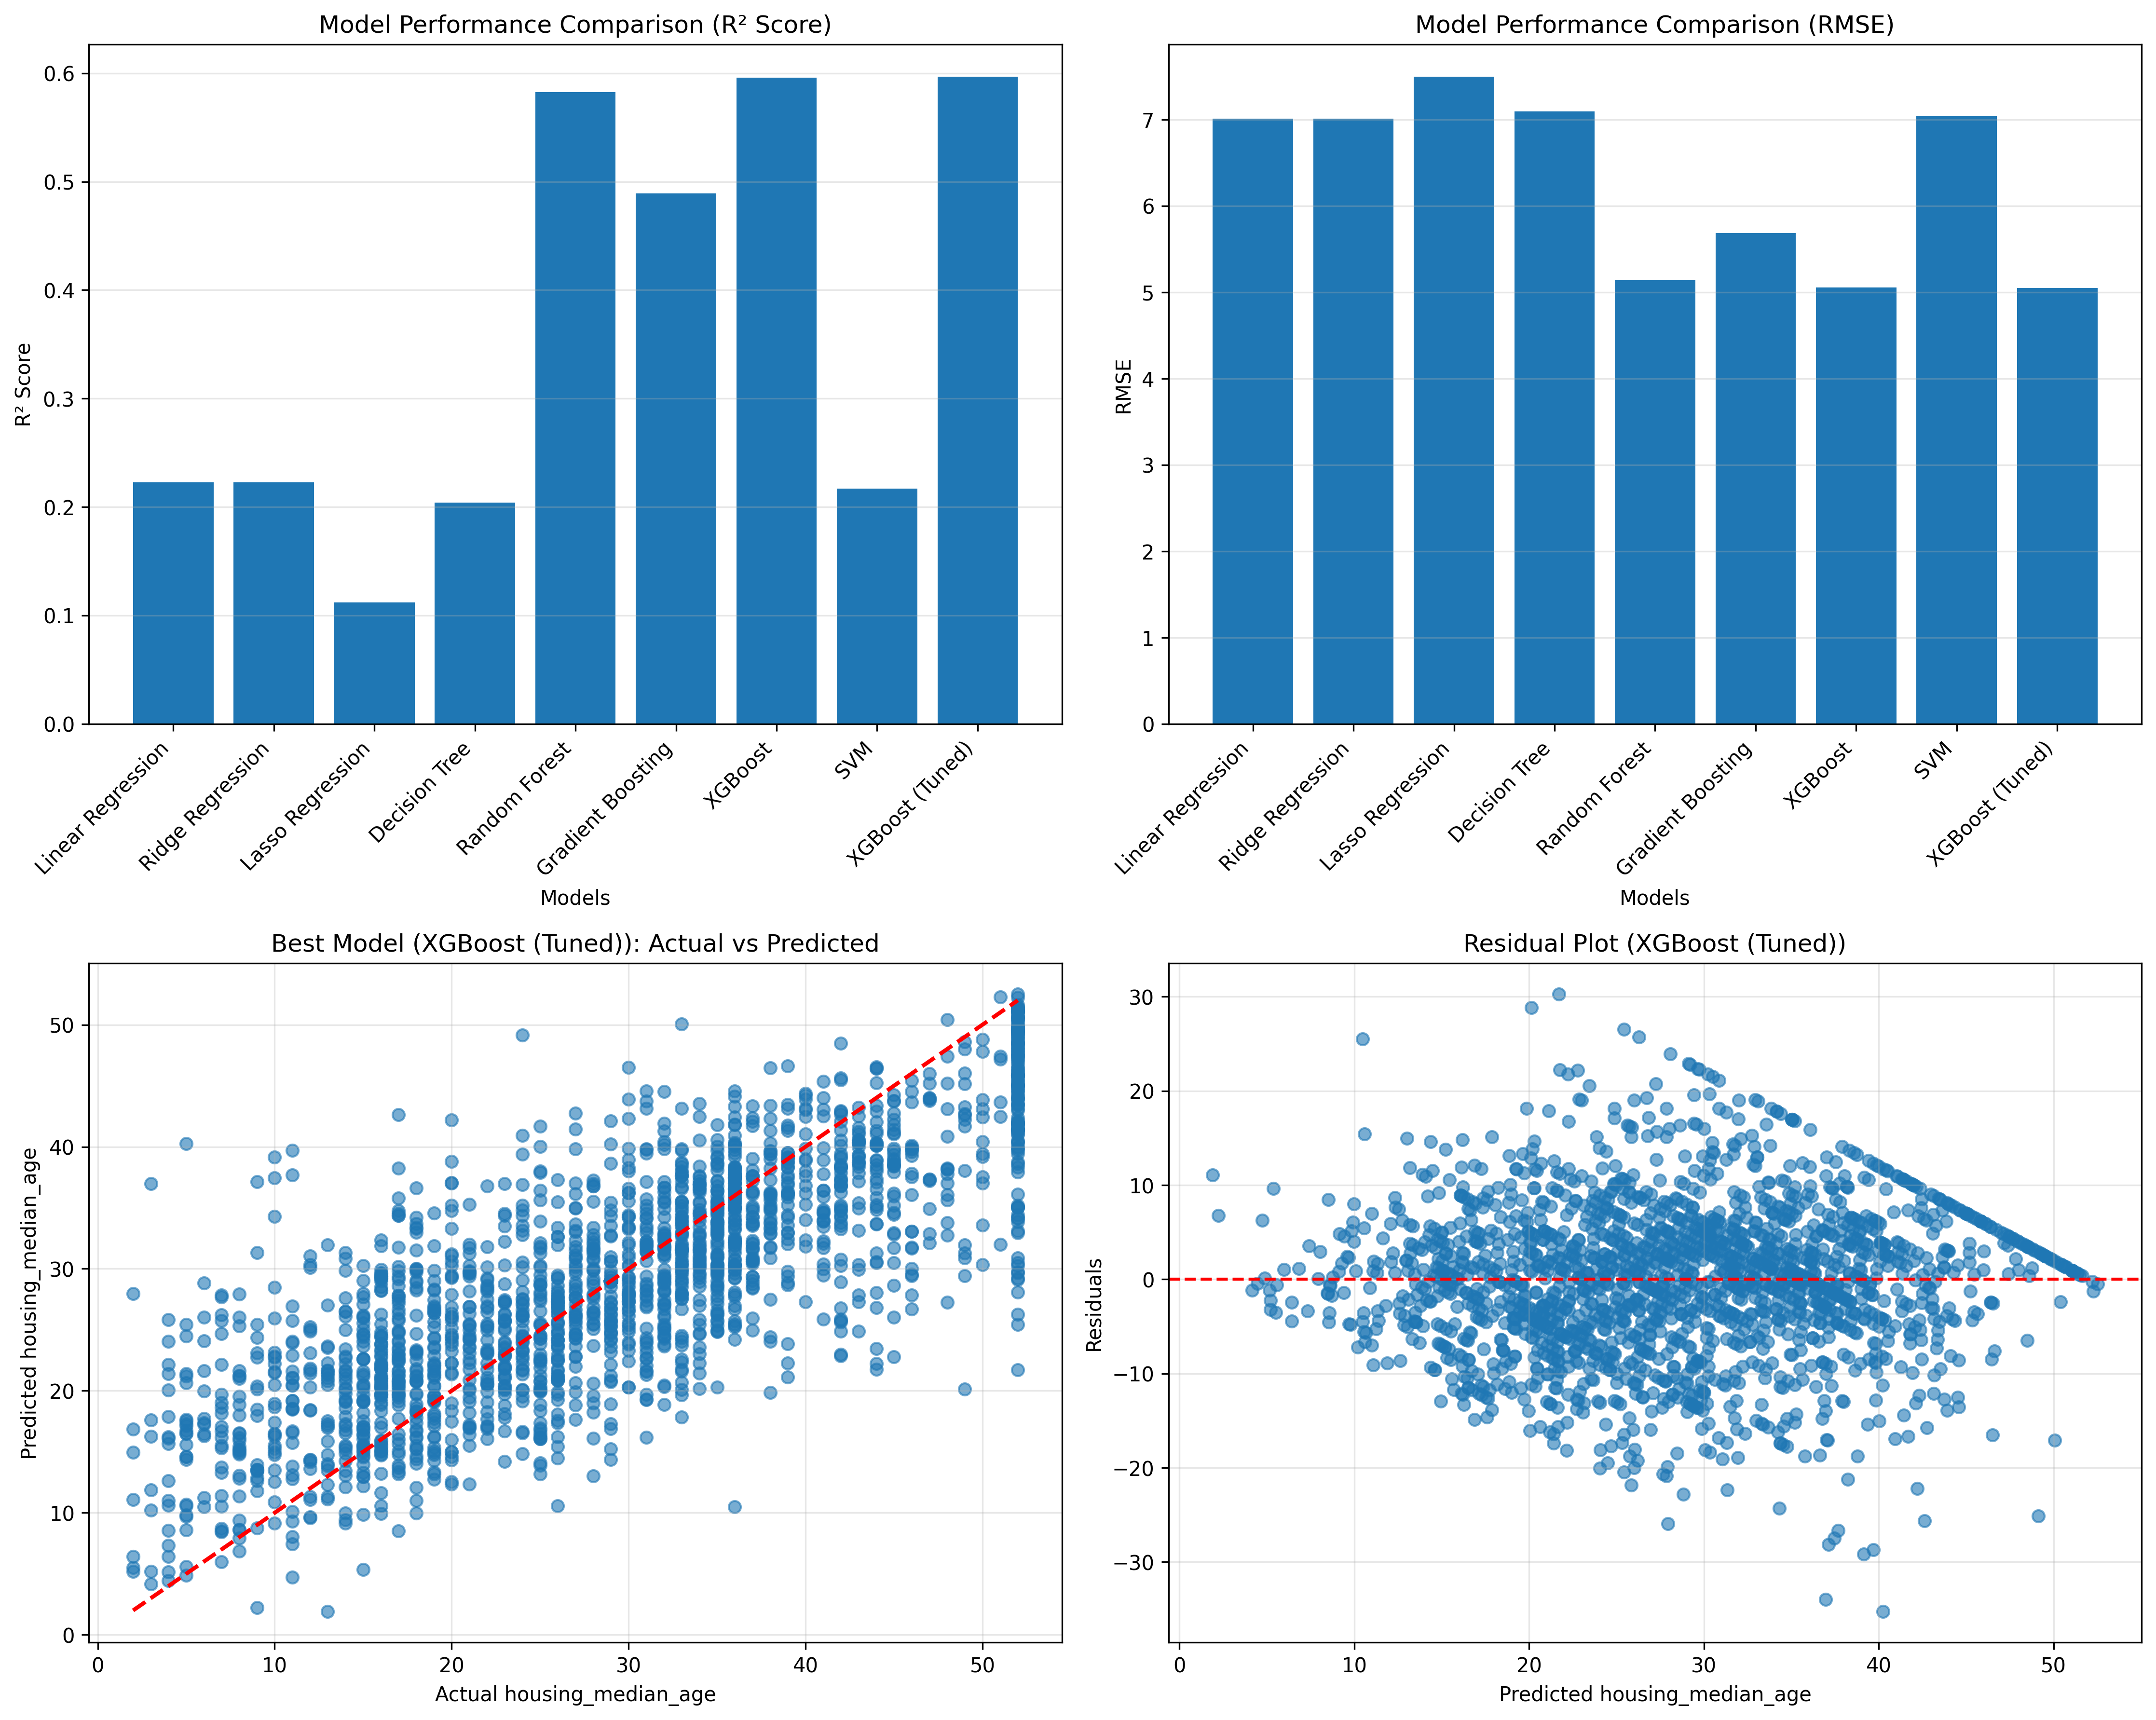 Model Performance Comparison (R² Score)
R² Score
0.6
0.5
0.4
0.3
0.2
0.1
0.0
Linear Regression
Ridge Regression
Lasso Regression
Decision Tree
Random Forest
Gradient Boosting
XGBoost
SVM
XGBoost (Tuned)
Models
Model Performance Comparison (RMSE)
RMSE
7
6
5
4
3
2
1
0
Linear Regression
Ridge Regression
Lasso Regression
Decision Tree
Random Forest
Gradient Boosting
XGBoost
SVM
XGBoost (Tuned)
Models
Best Model (XGBoost (Tuned)): Actual vs Predicted
Predicted housing_median_age
50
40
30
20
10
0
0 10 20 30 40 50
Actual housing_median_age
Residual Plot (XGBoost (Tuned))
Residuals
30
20
10
0
−10
−20
−30
0 10 20 30 40 50
Predicted housing_median_age